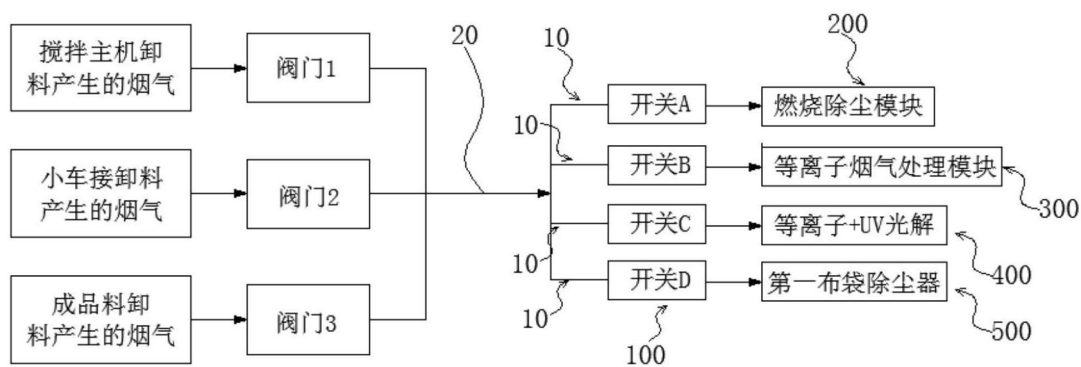 搅拌主机卸
料产生的烟气
阀门1
小车接卸料
产生的烟气
阀门2
成品料卸
料产生的烟气
阀门3
20
10
开关A
200
燃烧除尘模块
10
开关B
等离子烟气处理模块
300
10
开关C
等离子+UV光解
400
10
开关D
100
第一布袋除尘器
500